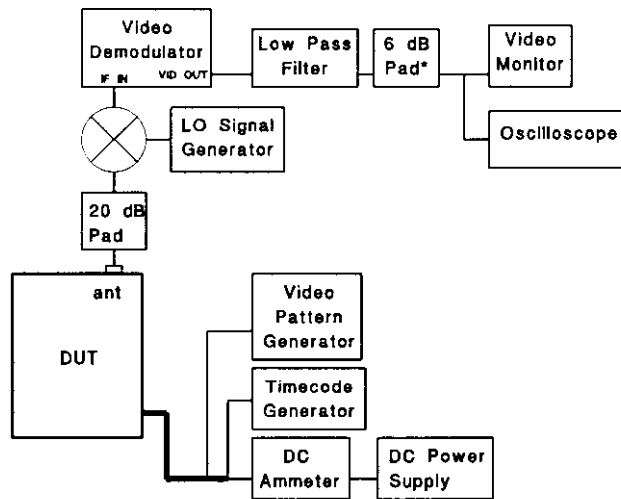 Video
Demodulator
IF IN
VID OUT
Low Pass
Filter
6 dB
Pad*
Video
Monitor
Oscilloscope
LO Signal
Generator
20 dB
Pad
ant
DUT
Video
Pattern
Generator
Timecode
Generator
DC
Ammeter
DC Power
Supply